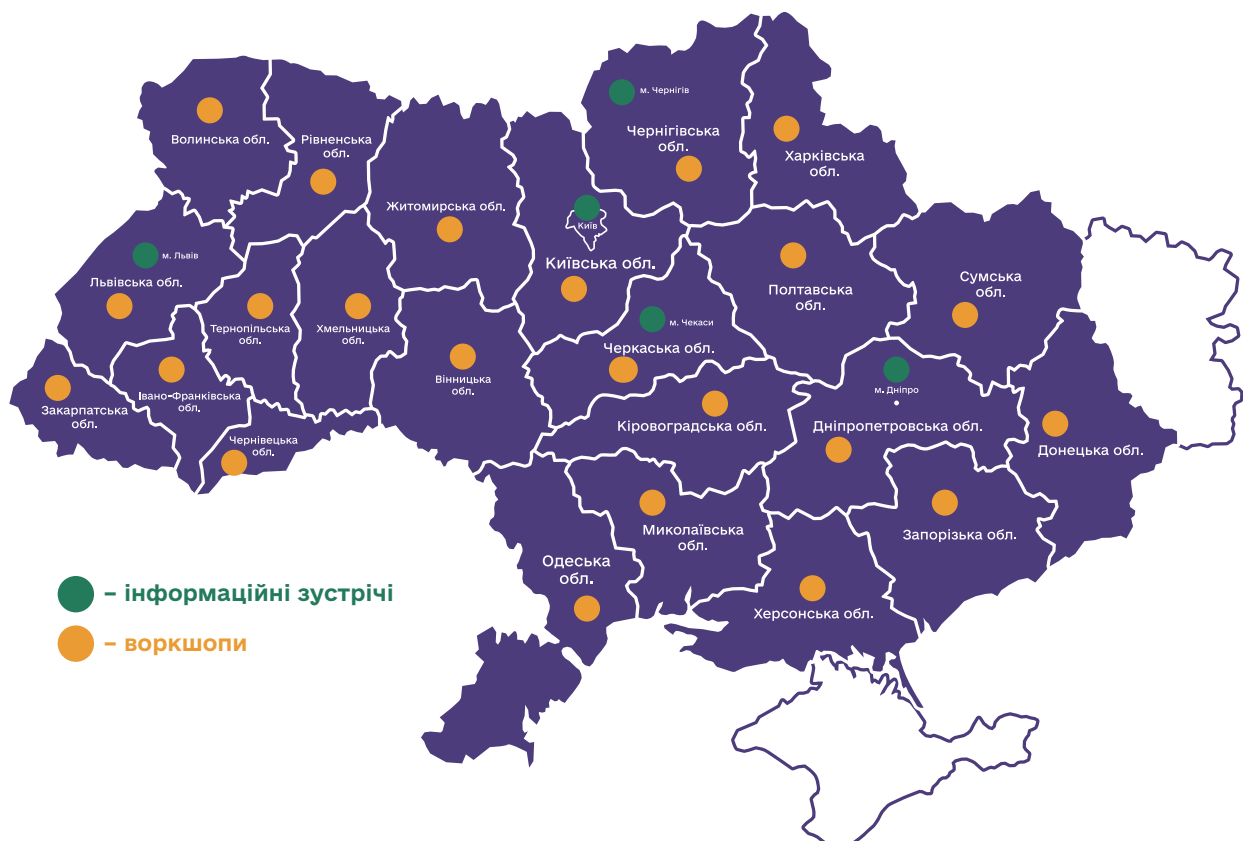 м. Чернігів
Чернігівська
обл.
Волинська обл.
Рівненська
обл.
Харківська
обл.
Житомирська обл.
Київ
м. Львів
Львівська обл.
Київська обл.
Сумська
обл.
Полтавська
обл.
Тернопільська
обл.
Хмельницька
обл.
м. Чекаси
Черкаська обл.
Вінницька
обл.
м. Дніпро
Івано-Франківська
обл.
Закарпатська
обл.
Кіровоградська обл.
Дніпропетровська обл.
Чернівецька
обл.
Донецька обл.
Миколаївська
обл.
Запорізька обл.
Одеська
обл.
Херсонська обл.
– інформаційні зустрічі
– воркшопи